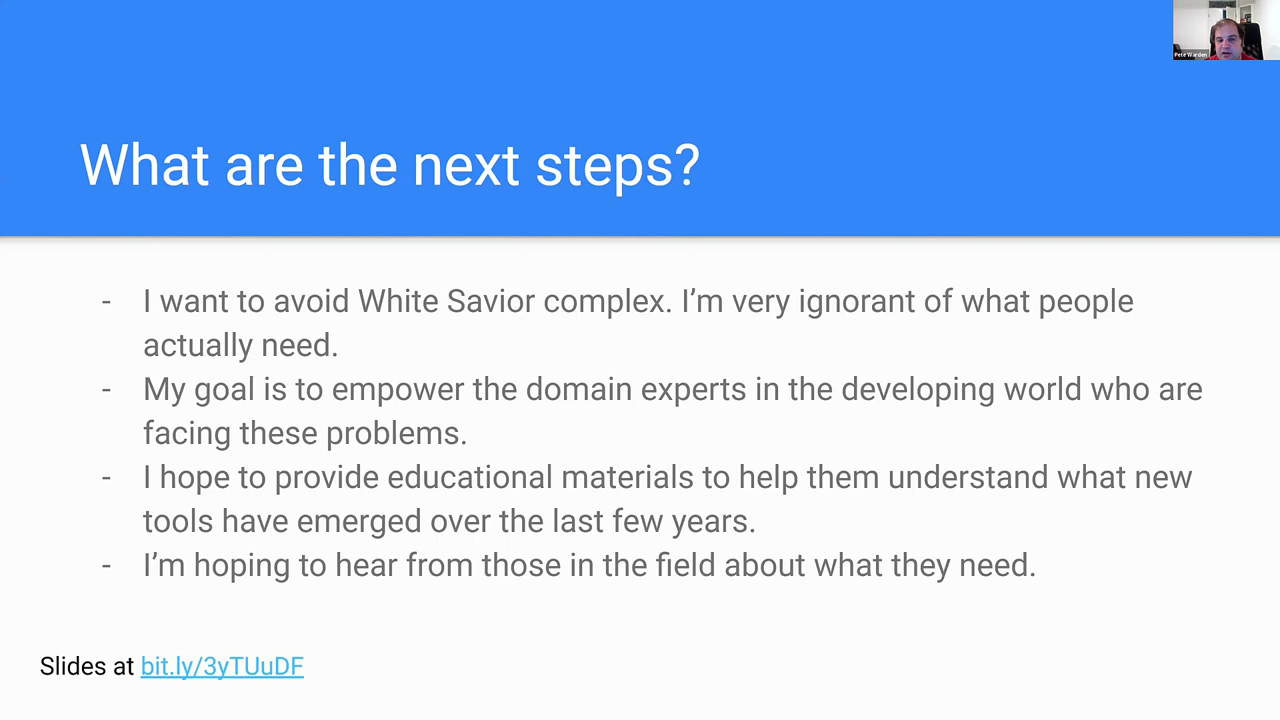 Pete Warden
What are the next steps?
- I want to avoid White Savior complex. I’m very ignorant of what people
actually need.
- My goal is to empower the domain experts in the developing world who are
facing these problems.
- I hope to provide educational materials to help them understand what new
tools have emerged over the last few years.
- I’m hoping to hear from those in the field about what they need.
Slides at bit.ly/3yTUuDF